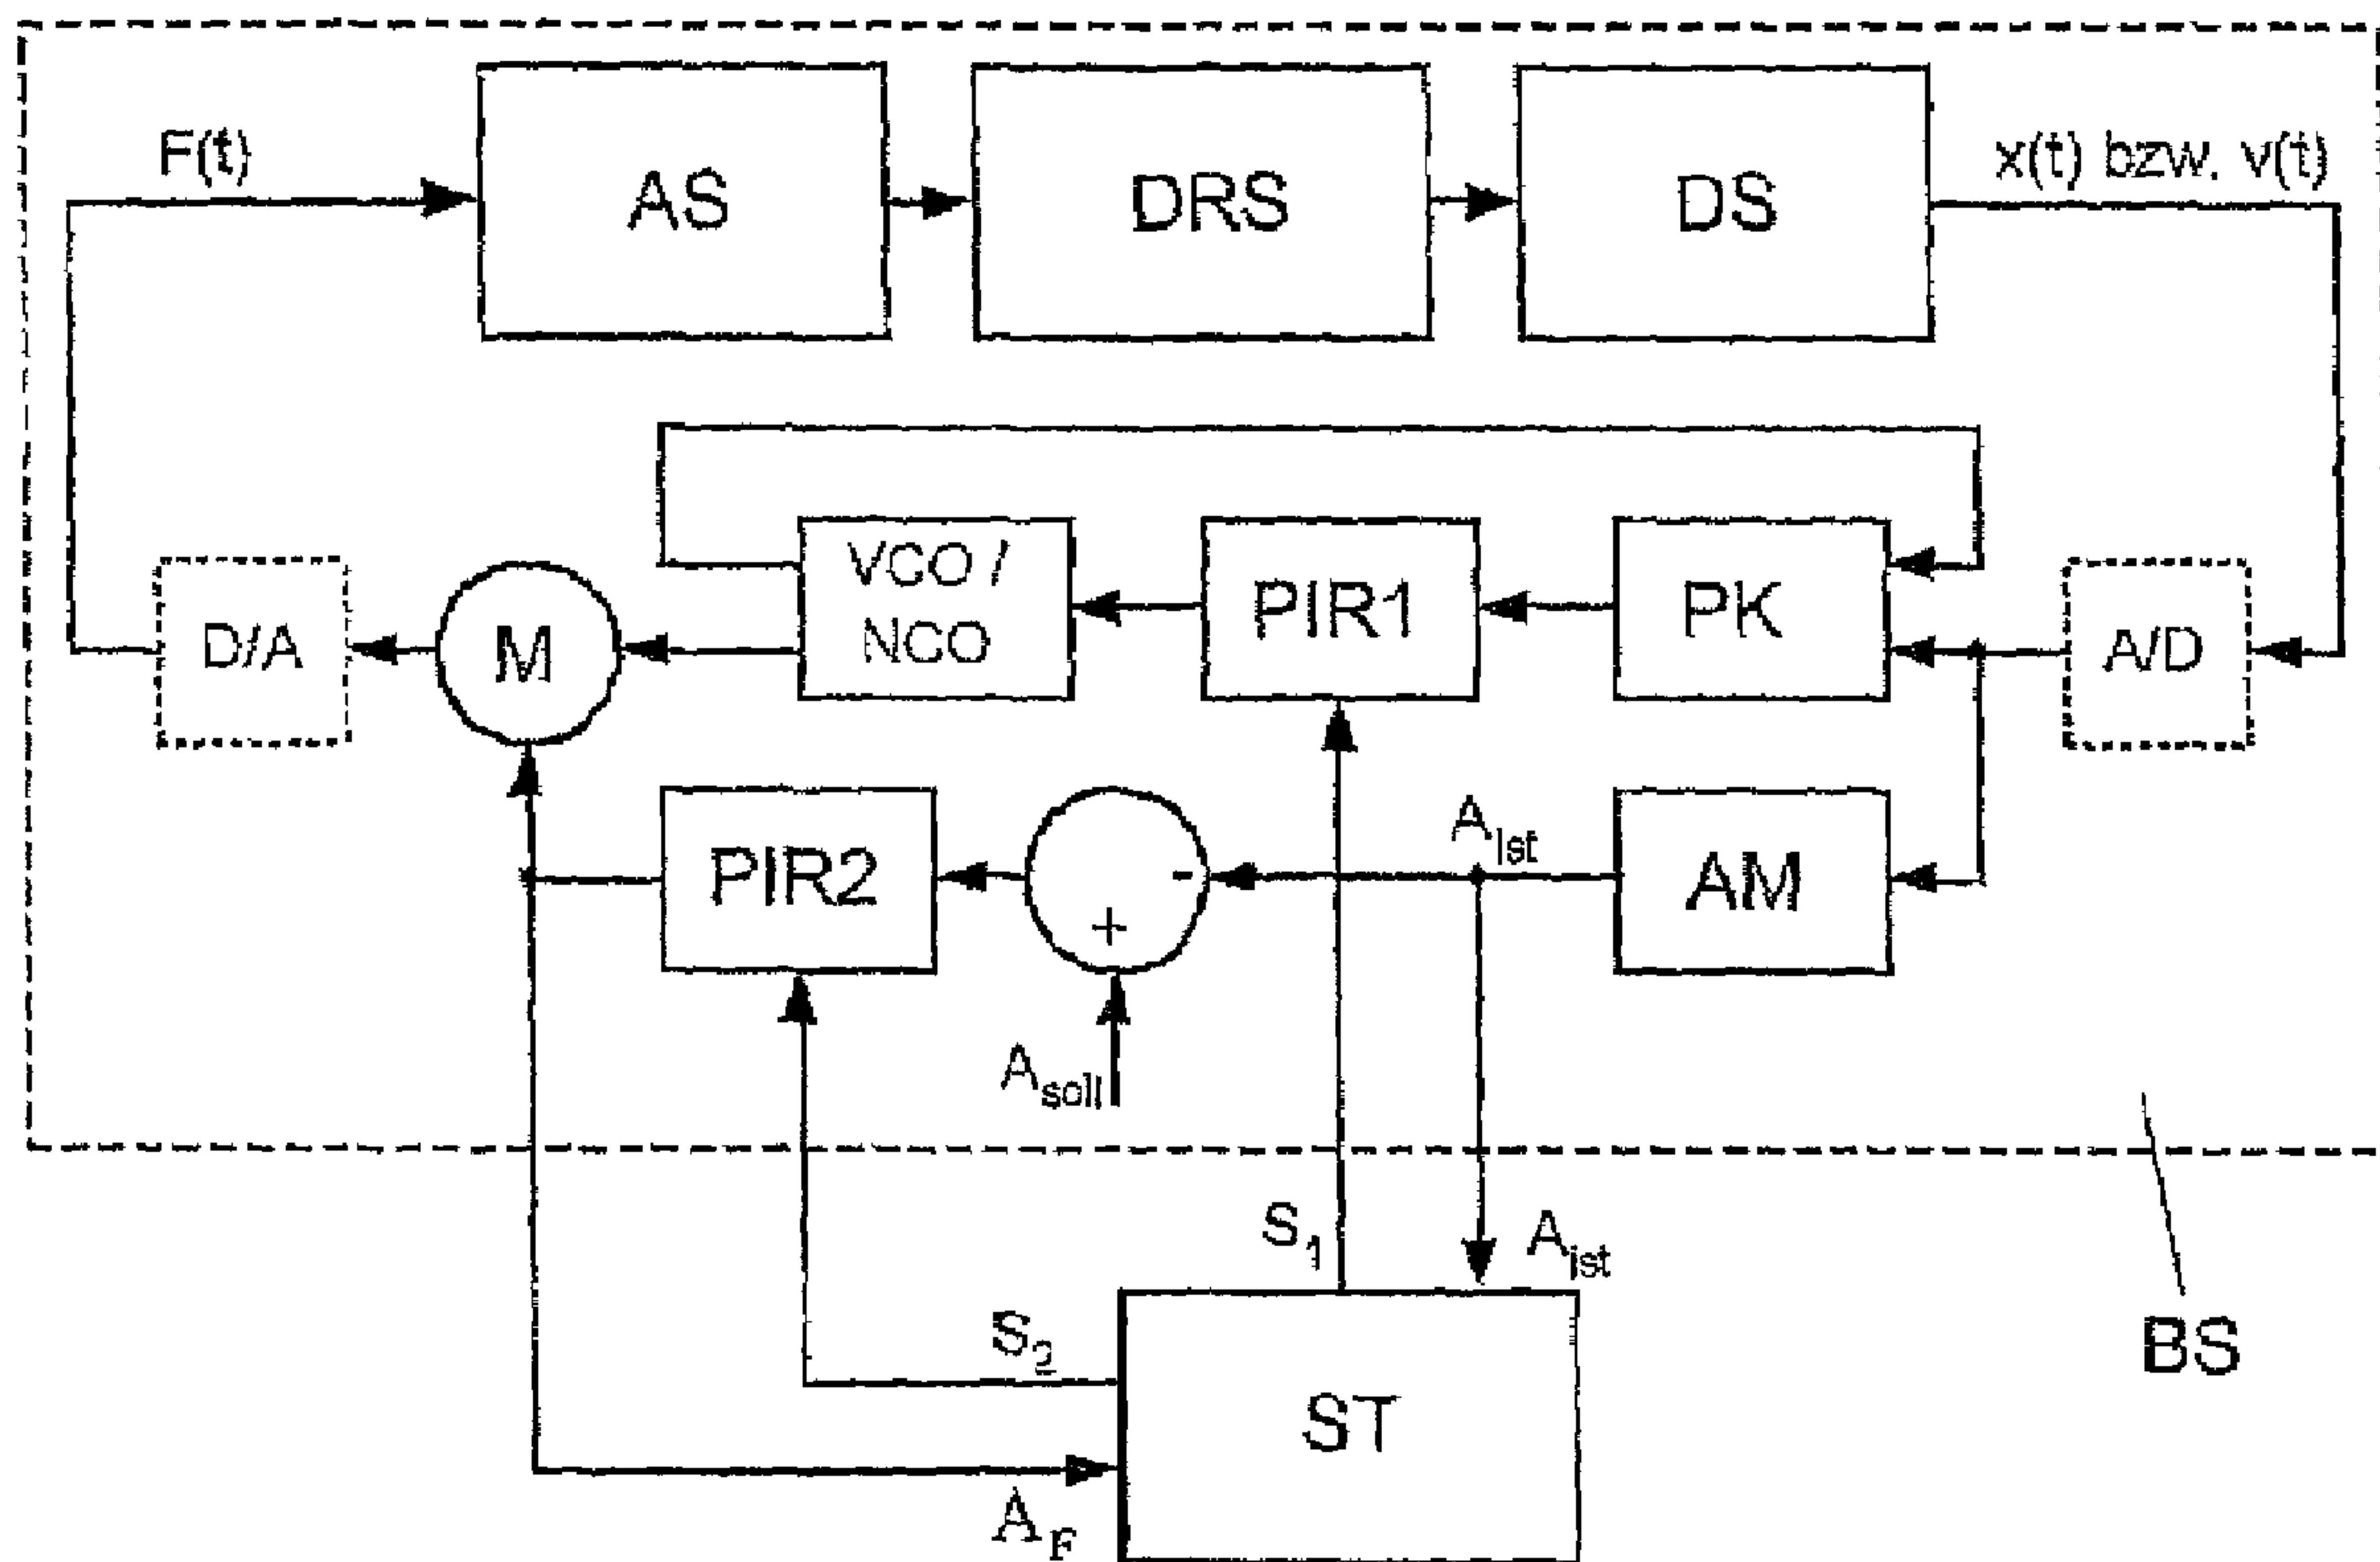 F(t)
AS
DRS
DS
x(t) bzw. v(t)
VCO /
NCO
PIR1
PK
D/A
M
A/D
PIR2
-
+
A_ist
AM
A_soll
S_1
A_ist
S_2
BS
ST
A_F